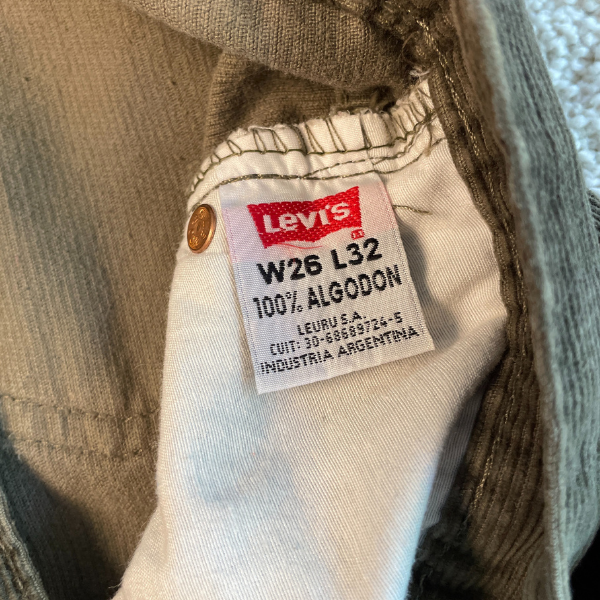 Levi's
W26 L32
100% ALGODON
LEURU S.A.
CUIT: 30-68689724-5
INDUSTRIA ARGENTINA